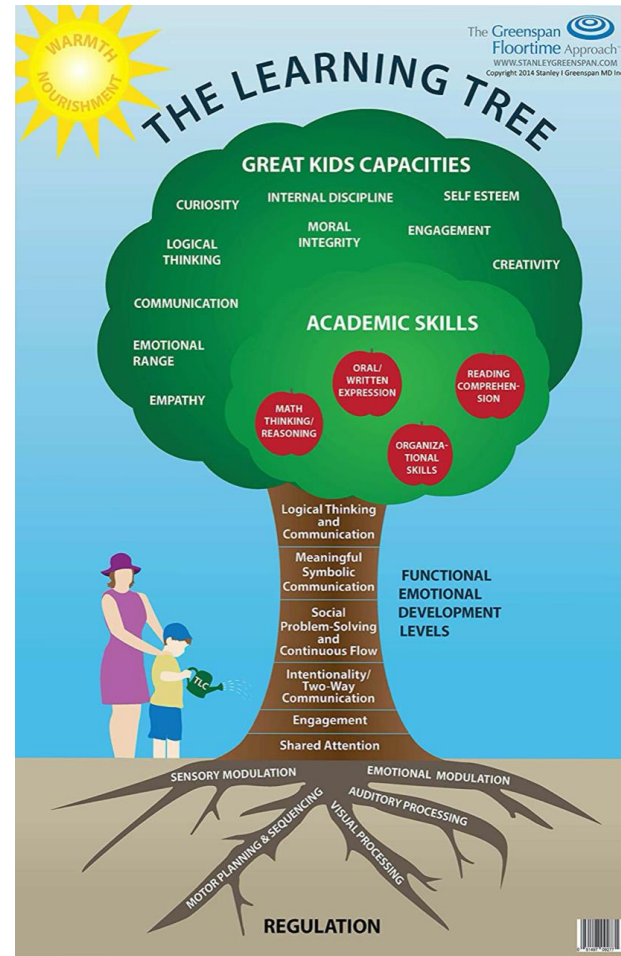 The Greenspan
Floortime Approach™
WWW.STANLEYGREENSPAN.COM
Copyright 2014 Stanley I Greenspan MD In
WARMTH
NOURISHMENT
THE LEARNING TREE
GREAT KIDS CAPACITIES
CURIOSITY
INTERNAL DISCIPLINE
SELF ESTEEM
LOGICAL
THINKING
MORAL
INTEGRITY
ENGAGEMENT
CREATIVITY
COMMUNICATION
EMOTIONAL
RANGE
EMPATHY
ACADEMIC SKILLS
MATH
THINKING/
REASONING
ORAL/
WRITTEN
EXPRESSION
READING
COMPREHEN-
SION
ORGANIZA-
TIONAL
SKILLS
Logical Thinking
and
Communication
Meaningful
Symbolic
Communication
Social
Problem-Solving
and
Continuous Flow
Intentionality/
Two-Way
Communication
Engagement
Shared Attention
FUNCTIONAL
EMOTIONAL
DEVELOPMENT
LEVELS
TLC
SENSORY MODULATION
EMOTIONAL MODULATION
MOTOR PLANNING & SEQUENCING
VISUAL PROCESSING
AUDITORY PROCESSING
REGULATION